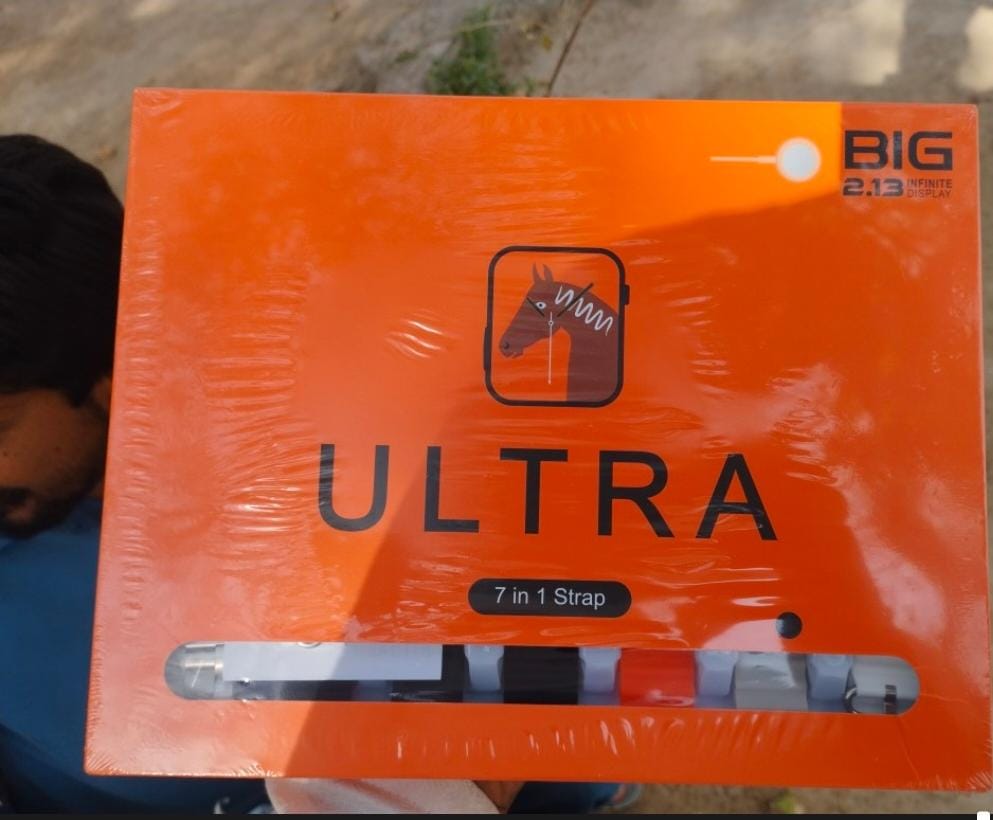 BIG
2.13 INFINITE
DISPLAY
ULTRA
7 in 1 Strap